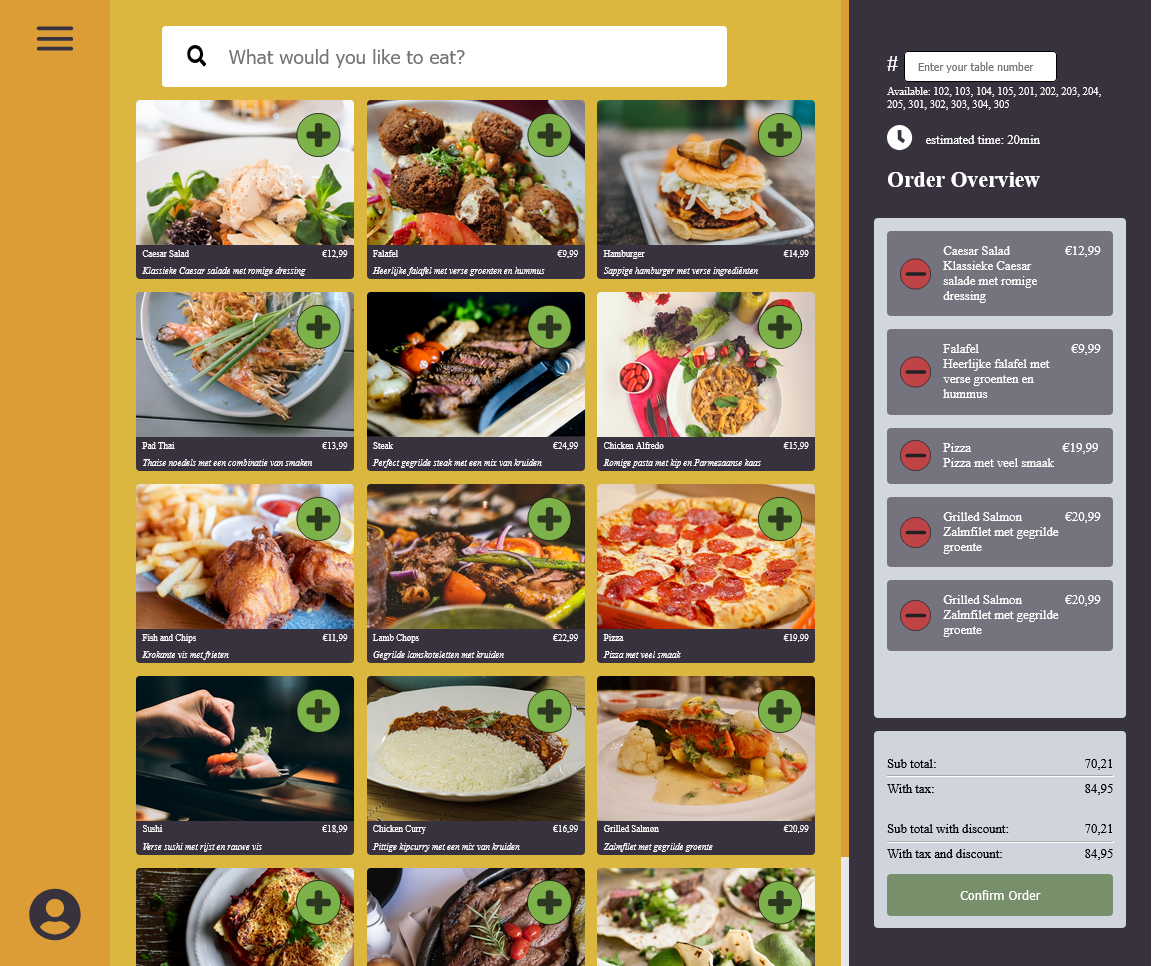 What would you like to eat?
Caesar Salad €12,99
Klassieke Caesar salade met romige dressing
Falafel €9,99
Heerlijke falafel met verse groenten en hummus
Hamburger €14,99
Sappige hamburger met verse ingrediënten
Pad Thai €13,99
Thaise noedels met een combinatie van smaken
Steak €24,99
Perfect gegrilde steak met een mix van kruiden
Chicken Alfredo €15,99
Romige pasta met kip en Parmezaanse kaas
Fish and Chips €11,99
Krokante vis met frieten
Lamb Chops €22,99
Gegrilde lamskoteletten met kruiden
Pizza €19,99
Pizza met veel smaak
Sushi €18,99
Verse sushi met rijst en rauwe vis
Chicken Curry €16,99
Pittige kipcurry met een mix van kruiden
Grilled Salmon €20,99
Zalmfilet met gegrilde groente
# Enter your table number
Available: 102, 103, 104, 105, 201, 202, 203, 204,
205, 301, 302, 303, 304, 305
estimated time: 20min
Order Overview
Caesar Salad €12,99
Klassieke Caesar
salade met romige
dressing
Falafel €9,99
Heerlijke falafel met
verse groenten en
hummus
Pizza €19,99
Pizza met veel smaak
Grilled Salmon €20,99
Zalmfilet met gegrilde
groente
Grilled Salmon €20,99
Zalmfilet met gegrilde
groente
Sub total: 70,21
With tax: 84,95
Sub total with discount: 70,21
With tax and discount: 84,95
Confirm Order